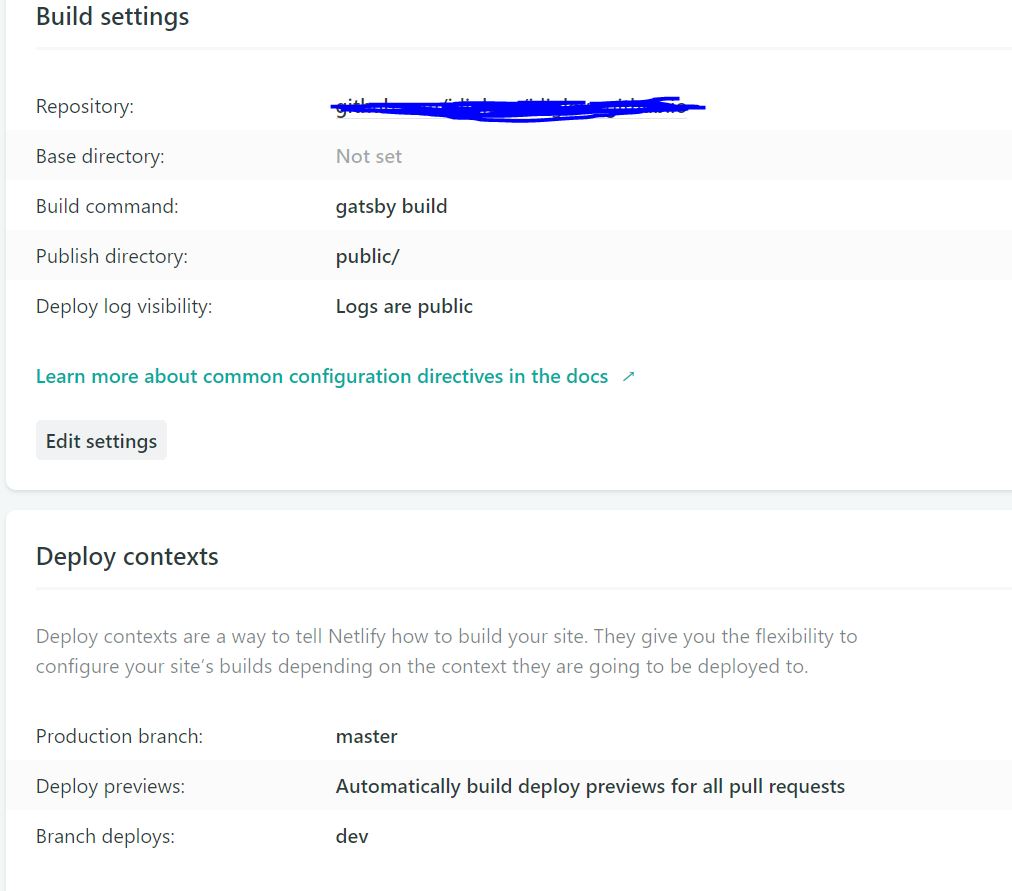 Build settings
Repository:
Base directory: Not set
Build command: gatsby build
Publish directory: public/
Deploy log visibility: Logs are public
Learn more about common configuration directives in the docs ↗
Edit settings
Deploy contexts
Deploy contexts are a way to tell Netlify how to build your site. They give you the flexibility to
configure your site’s builds depending on the context they are going to be deployed to.
Production branch: master
Deploy previews: Automatically build deploy previews for all pull requests
Branch deploys: dev